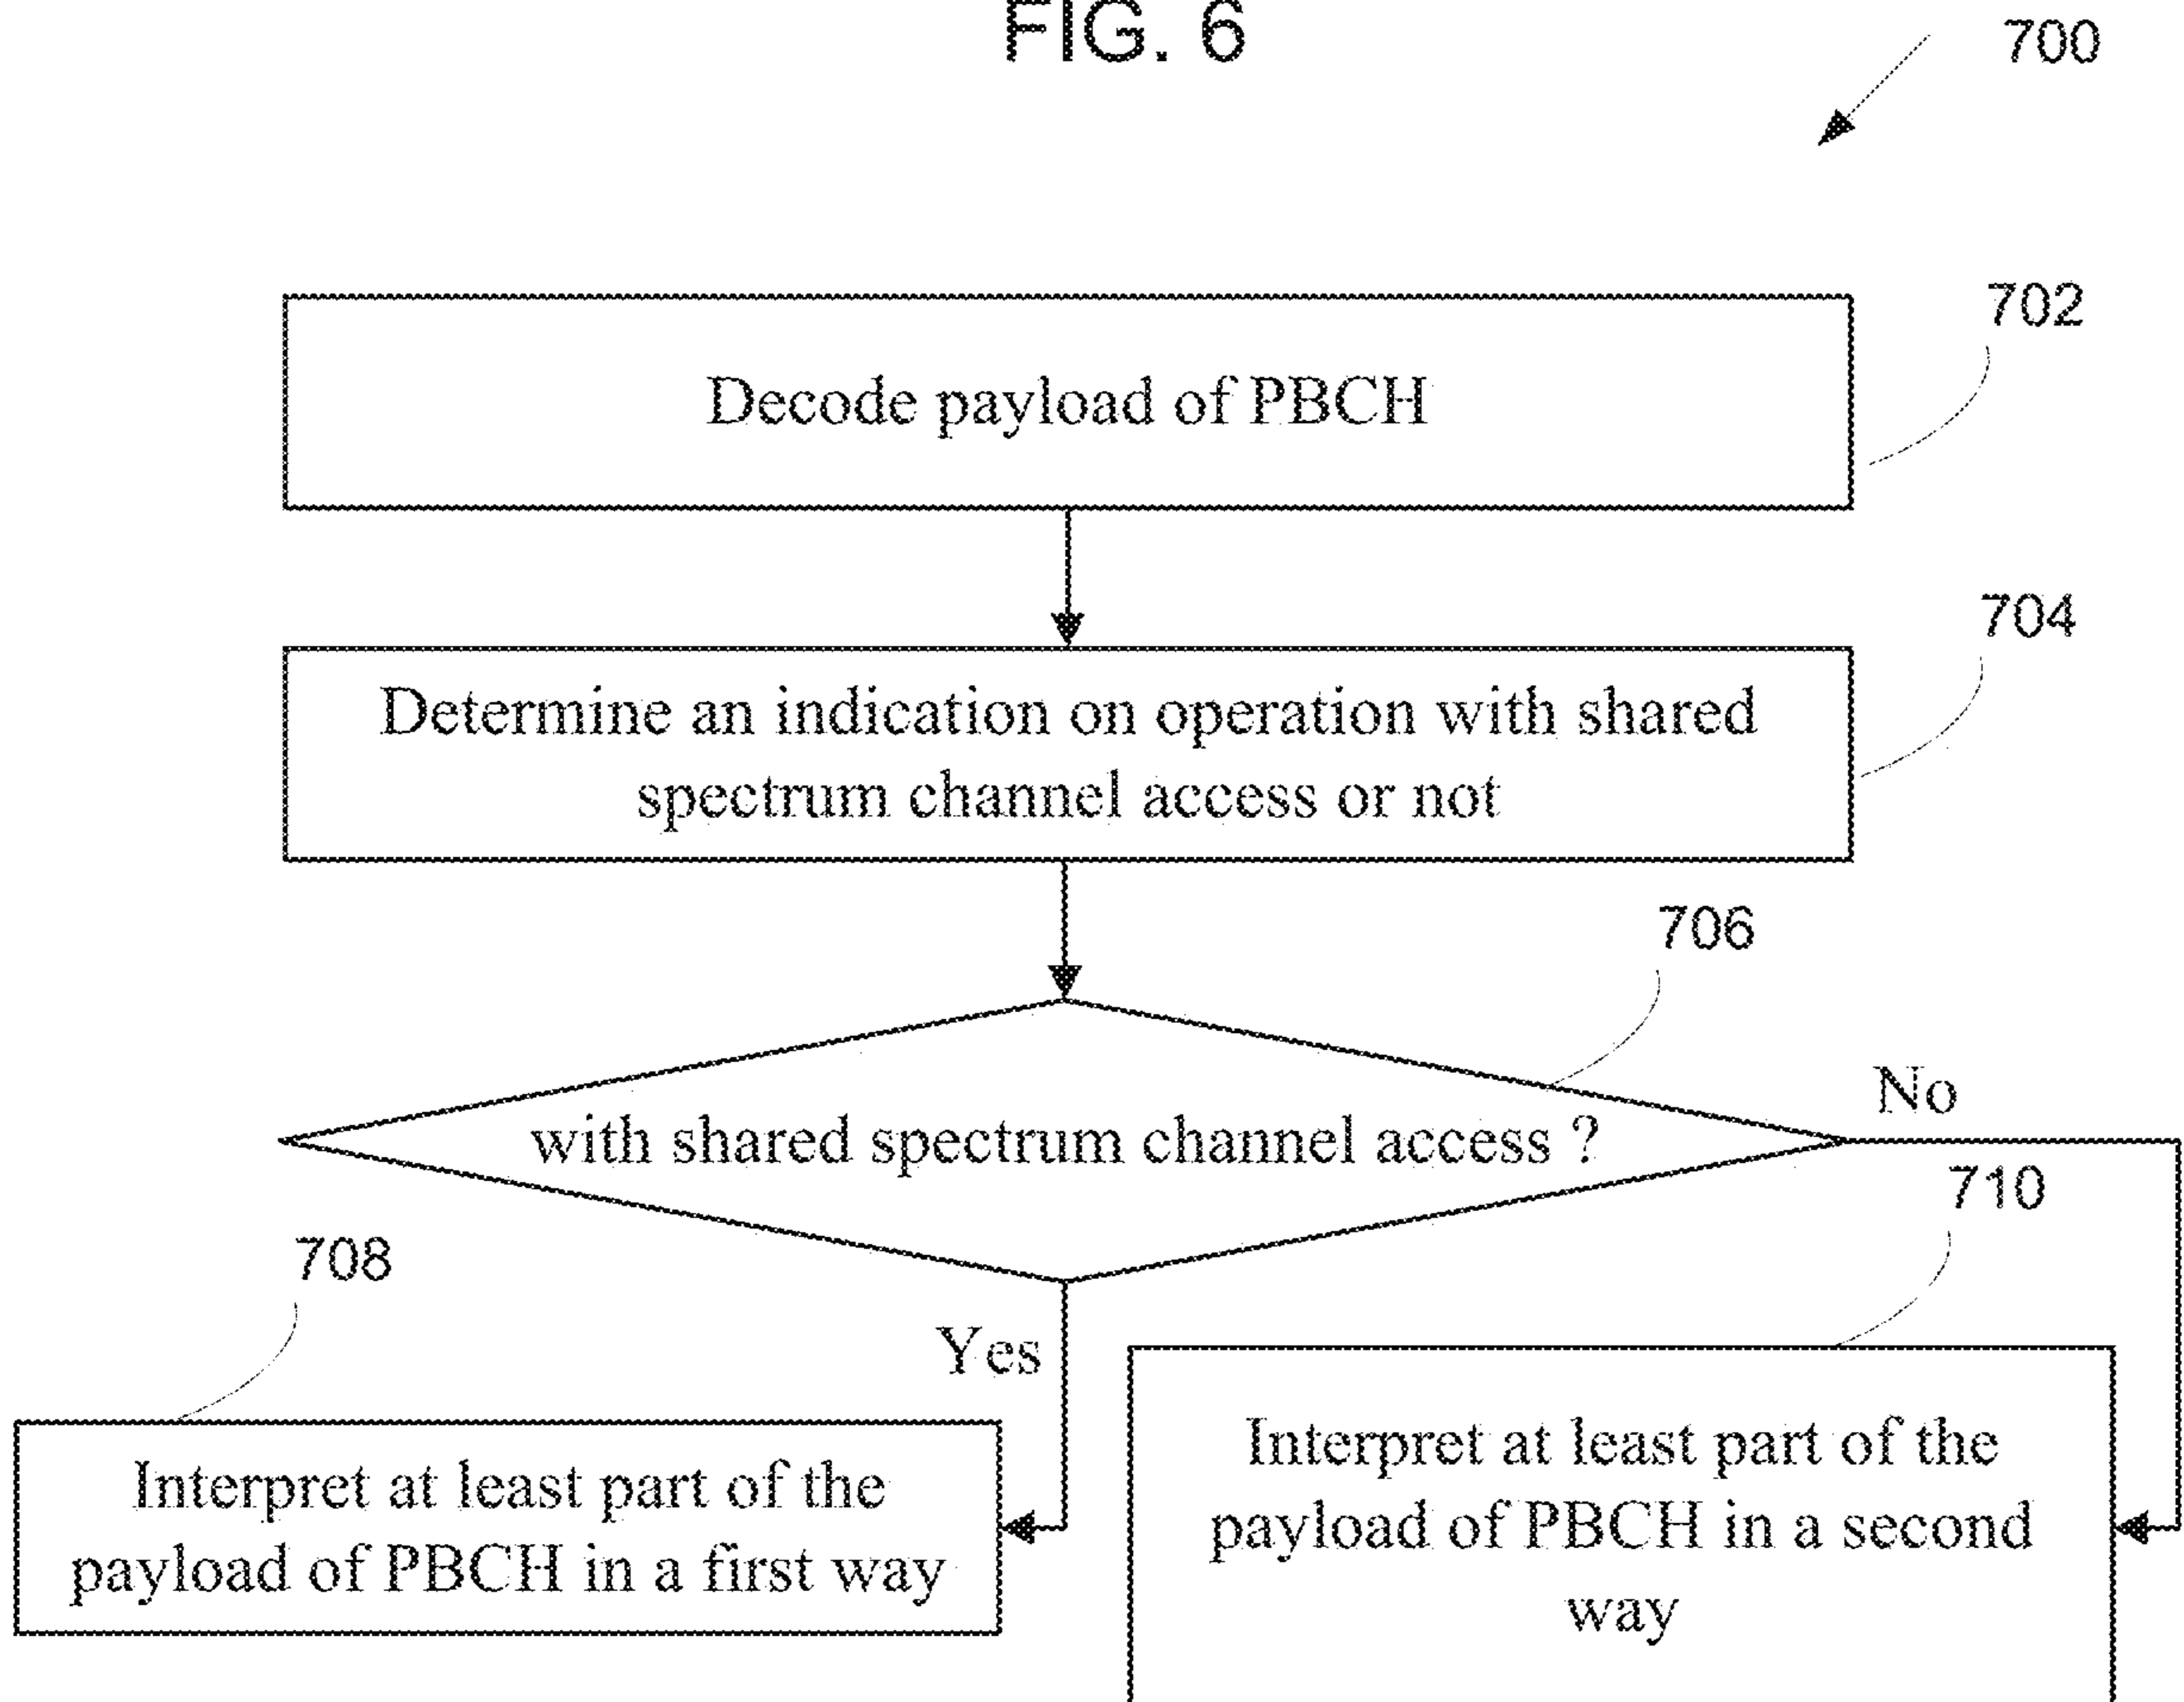 FIG. 6
700
702
Decode payload of PBCH
704
Determine an indication on operation with shared
spectrum channel access or not
706
No
with shared spectrum channel access ?
710
708
Yes
Interpret at least part of the
payload of PBCH in a first way
Interpret at least part of the
payload of PBCH in a second
way